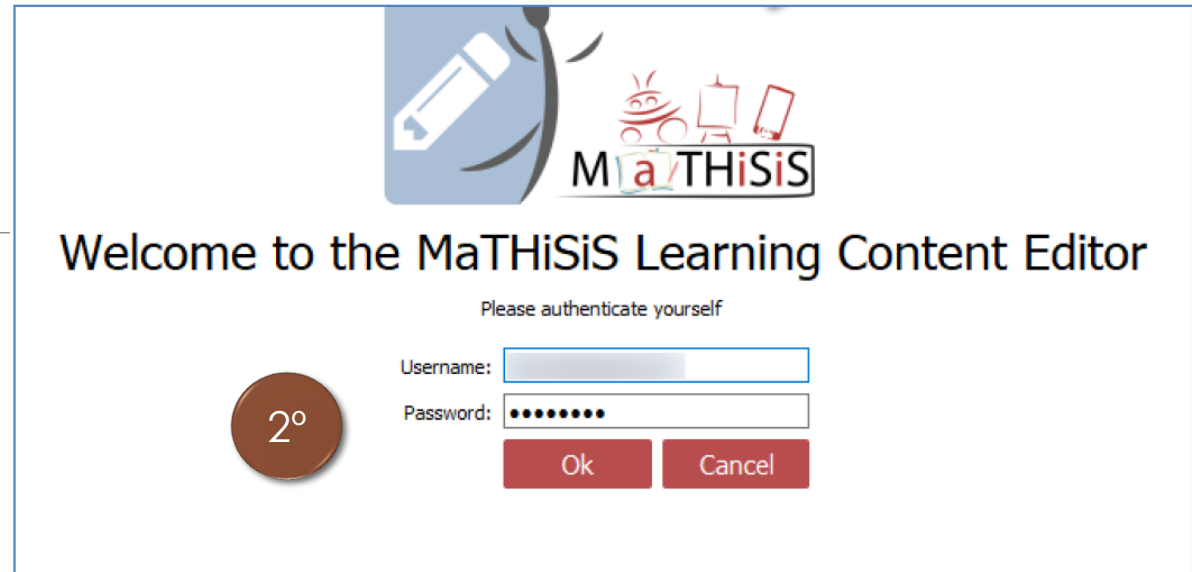 MaTHiSiS
Welcome to the MaTHiSiS Learning Content Editor
Please authenticate yourself
Username:
Password: ••••••••
2º
Ok Cancel